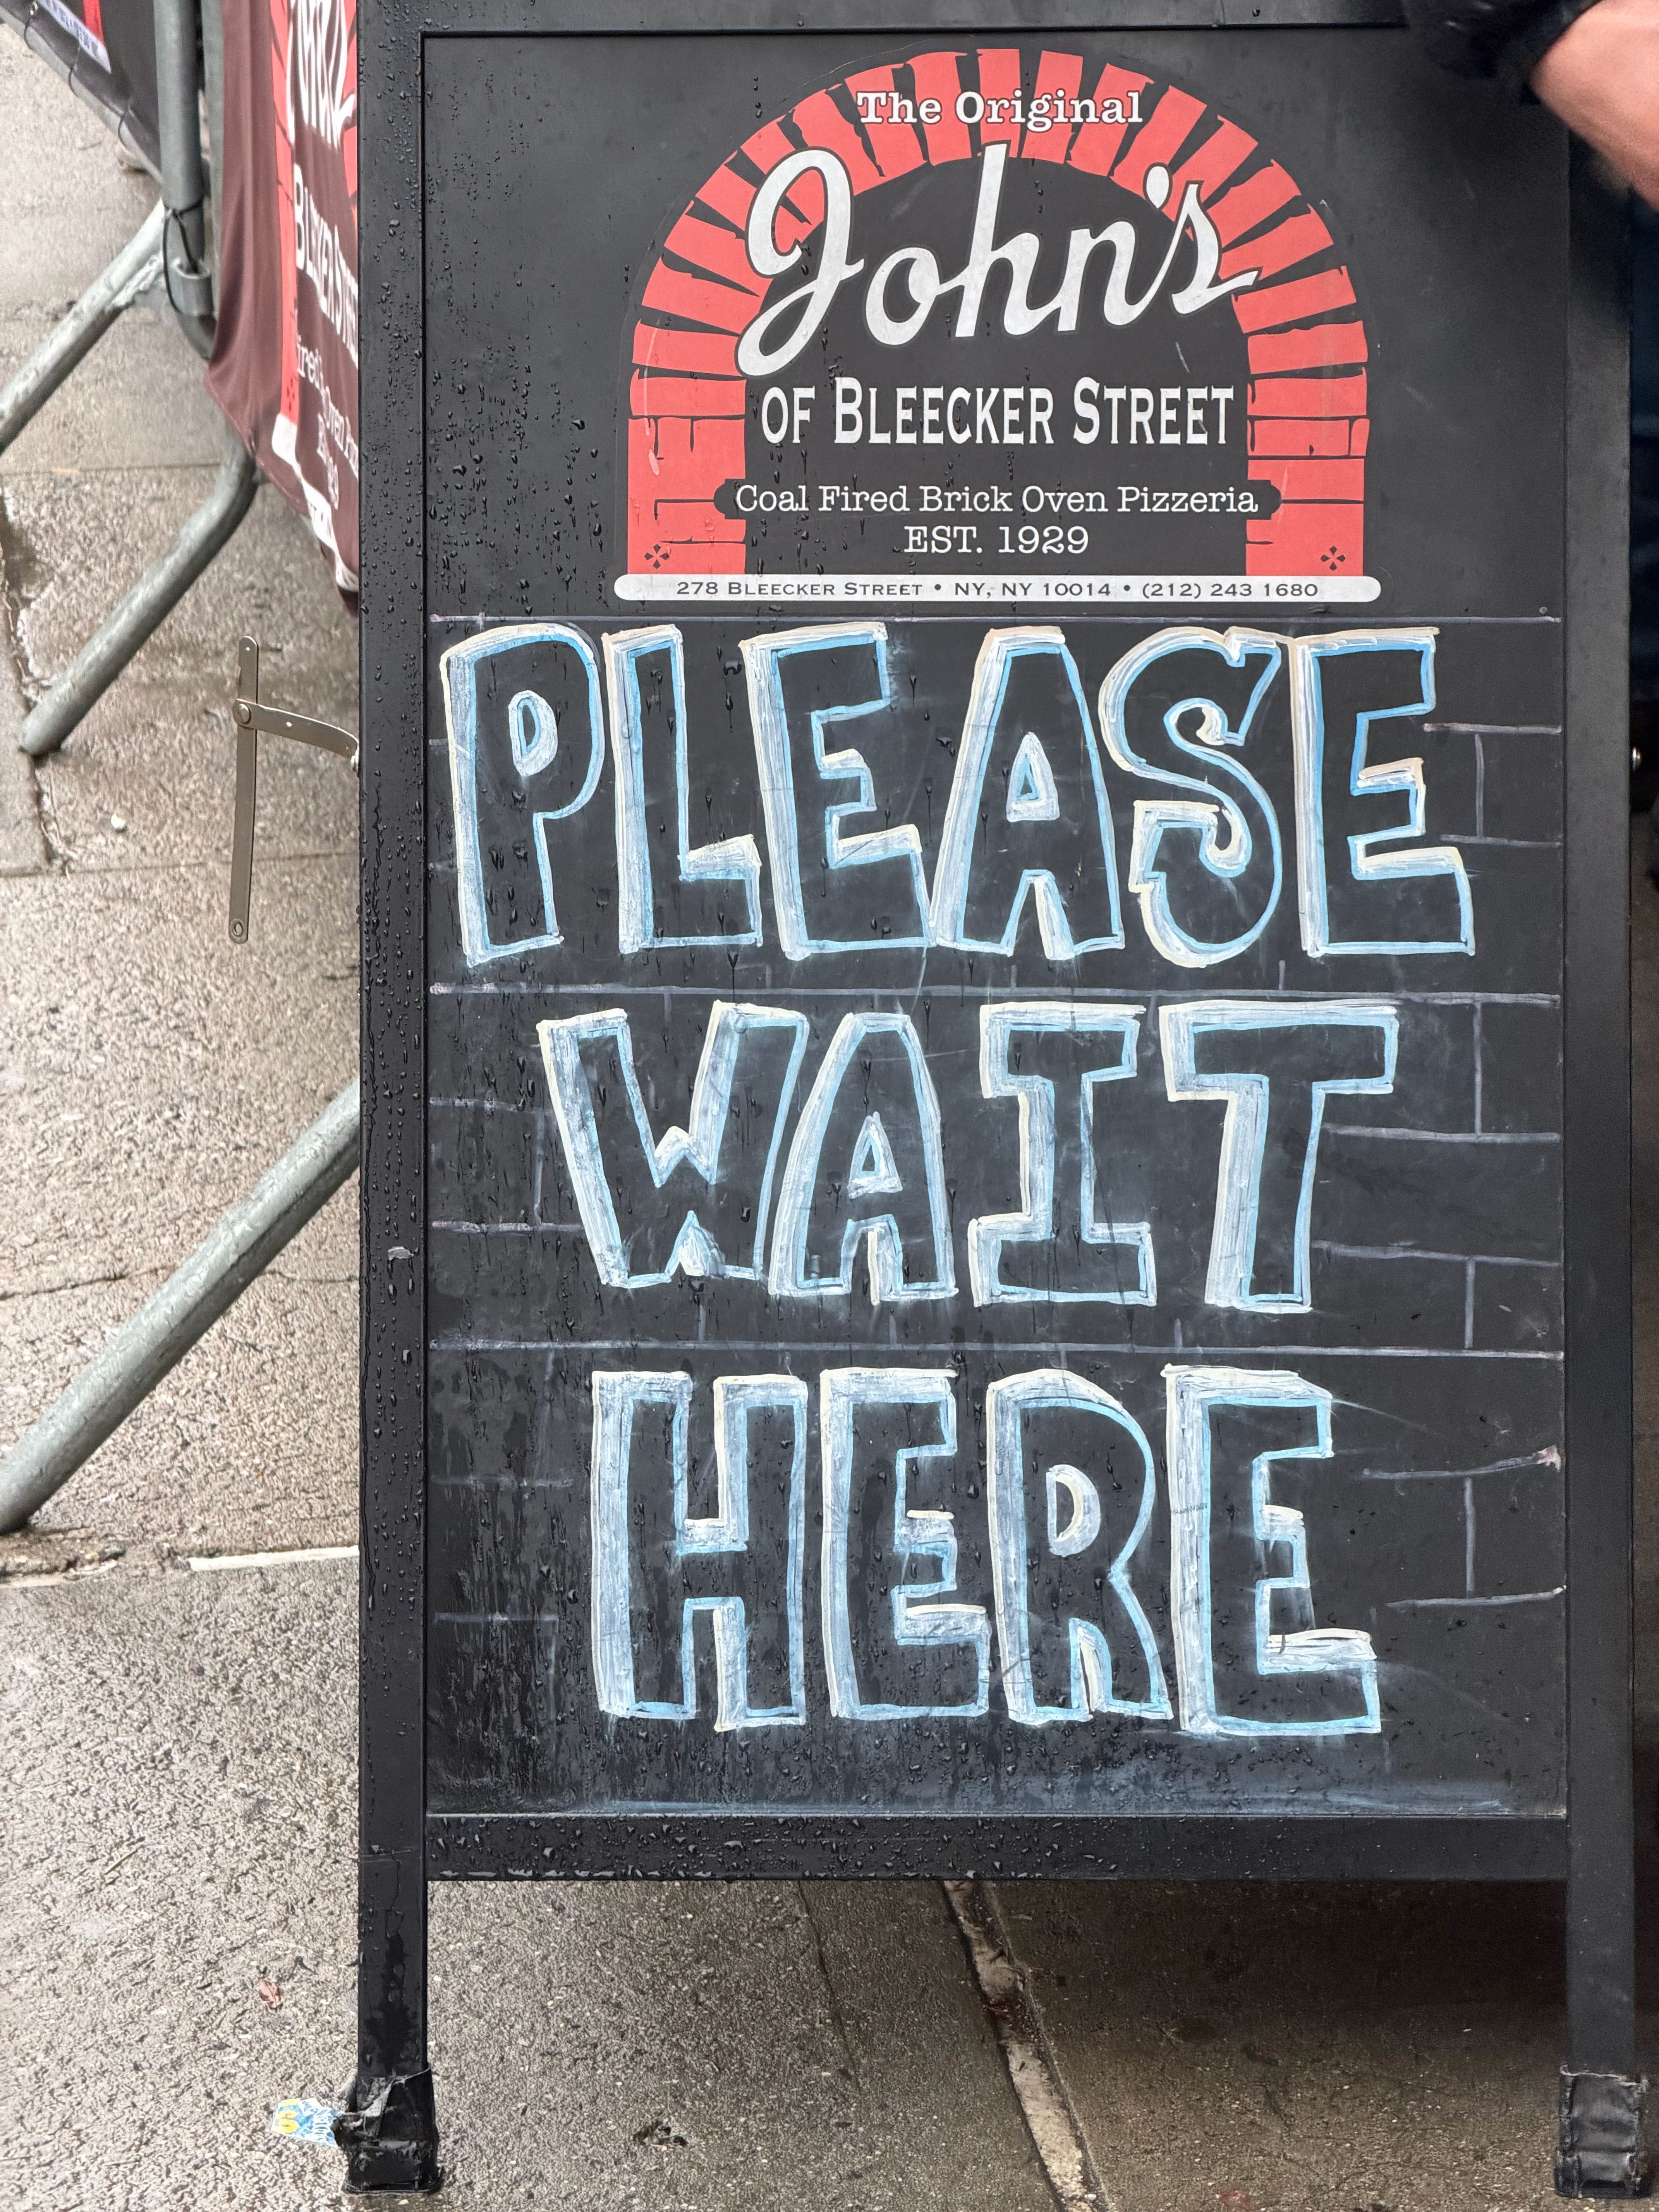 The Original
John's
OF BLEECKER STREET
Coal Fired Brick Oven Pizzeria
EST. 1929
278 BLEECKER STREET • NY, NY 10014 • (212) 243 1680
PLEASE
WAIT
HERE